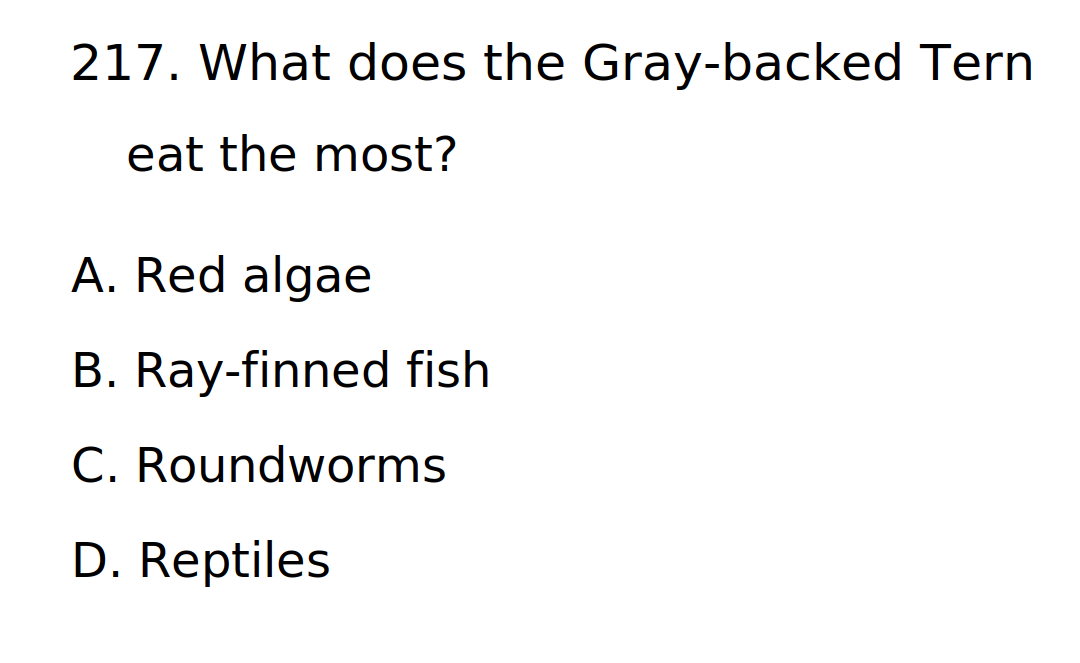 217. What does the Gray-backed Tern
eat the most?
A. Red algae
B. Ray-finned fish
C. Roundworms
D. Reptiles